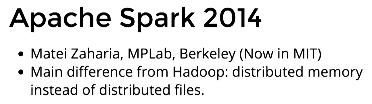 Apache Spark 2014
• Matei Zaharia, MPLab, Berkeley (Now in MIT)
• Main difference from Hadoop: distributed memory
instead of distributed files.